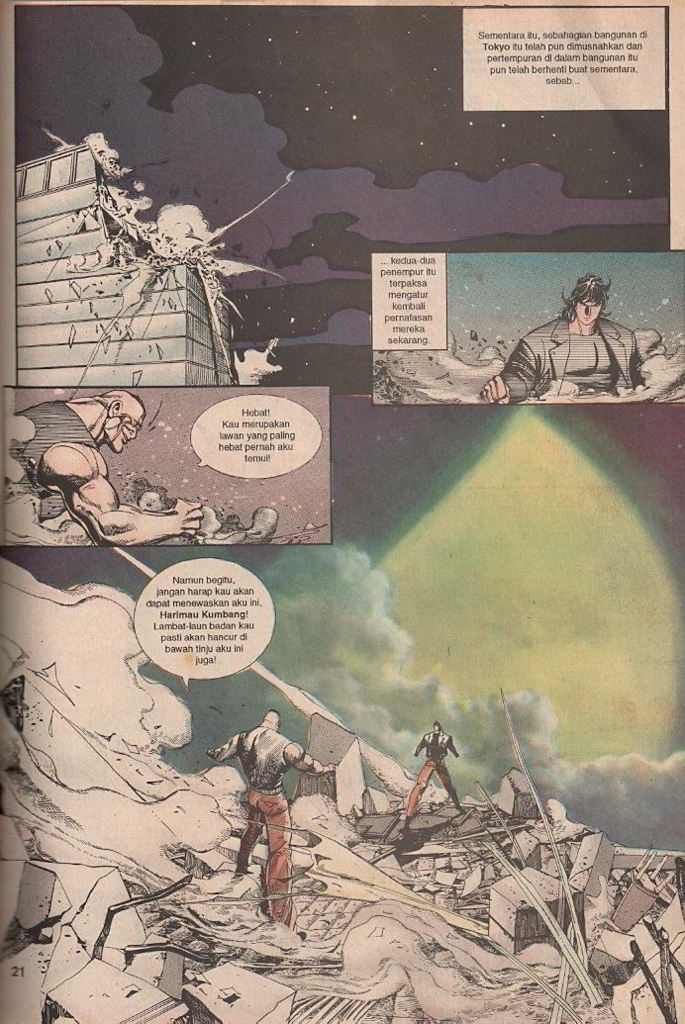 Sementara itu, sebahagian bangunan di
Tokyo itu telah pun dimusnahkan dan
pertempuran di dalam bangunan itu
pun telah berhenti buat sementara,
sebab...
... kedua-dua
penempur itu
terpaksa
mengatur
kembali
pernafasan
mereka
sekarang.
Hebat!
Kau merupakan
lawan yang paling
hebat pernah aku
temui!
Namun begitu,
jangan harap kau akan
dapat menewaskan aku ini,
Harimau Kumbang!
Lambat-laun badan kau
pasti akan hancur di
bawah tinju aku ini
juga!
21